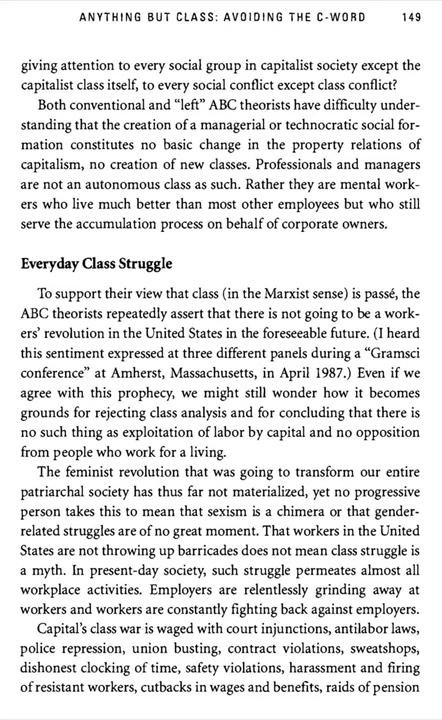 ANYTHING BUT CLASS: AVOIDING THE C-WORD 149
giving attention to every social group in capitalist society except the
capitalist class itself, to every social conflict except class conflict?
Both conventional and “left” ABC theorists have difficulty under-
standing that the creation of a managerial or technocratic social for-
mation constitutes no basic change in the property relations of
capitalism, no creation of new classes. Professionals and managers
are not an autonomous class as such. Rather they are mental work-
ers who live much better than most other employees but who still
serve the accumulation process on behalf of corporate owners.
Everyday Class Struggle
To support their view that class (in the Marxist sense) is passé, the
ABC theorists repeatedly assert that there is not going to be a work-
ers’ revolution in the United States in the foreseeable future. (I heard
this sentiment expressed at three different panels during a “Gramsci
conference” at Amherst, Massachusetts, in April 1987.) Even if we
agree with this prophecy, we might still wonder how it becomes
grounds for rejecting class analysis and for concluding that there is
no such thing as exploitation of labor by capital and no opposition
from people who work for a living.
The feminist revolution that was going to transform our entire
patriarchal society has thus far not materialized, yet no progressive
person takes this to mean that sexism is a chimera or that gender-
related struggles are of no great moment. That workers in the United
States are not throwing up barricades does not mean class struggle is
a myth. In present-day society, such struggle permeates almost all
workplace activities. Employers are relentlessly grinding away at
workers and workers are constantly fighting back against employers.
Capital’s class war is waged with court injunctions, antilabor laws,
police repression, union busting, contract violations, sweatshops,
dishonest clocking of time, safety violations, harassment and firing
of resistant workers, cutbacks in wages and benefits, raids of pension